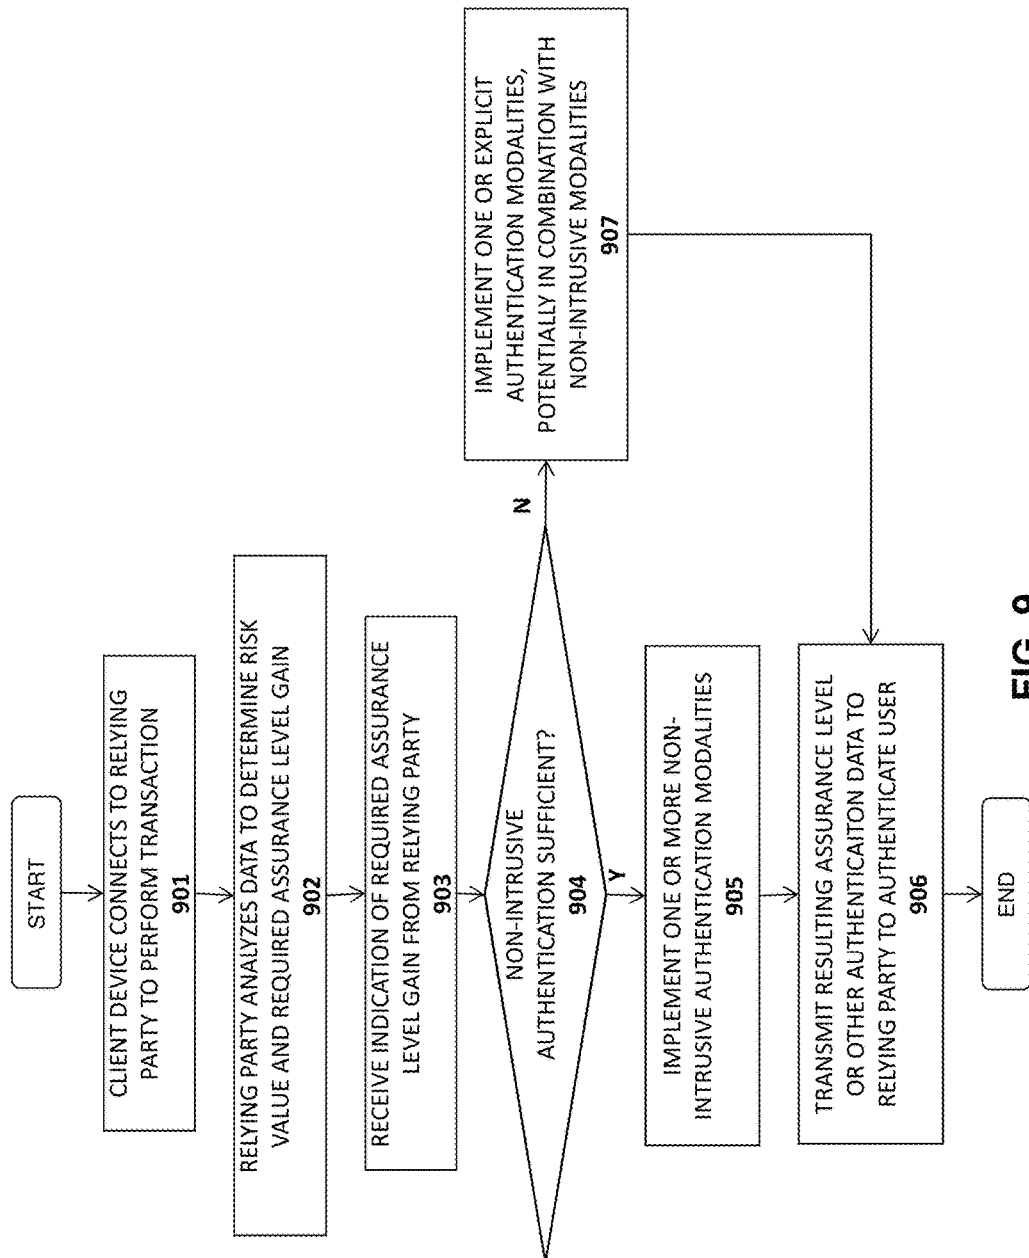 START
CLIENT DEVICE CONNECTS TO RELYING
PARTY TO PERFORM TRANSACTION
901
RELYING PARTY ANALYZES DATA TO DETERMINE RISK
VALUE AND REQUIRED ASSURANCE LEVEL GAIN
902
RECEIVE INDICATION OF REQUIRED ASSURANCE
LEVEL GAIN FROM RELYING PARTY
903
NON-INTRUSIVE
AUTHENTICATION SUFFICIENT?
904
N
IMPLEMENT ONE OR EXPLICIT
AUTHENTICATION MODALITIES,
POTENTIALLY IN COMBINATION WITH
NON-INTRUSIVE MODALITIES
907
Y
IMPLEMENT ONE OR MORE NON-
INTRUSIVE AUTHENTICATION MODALITIES
905
TRANSMIT RESULTING ASSURANCE LEVEL
OR OTHER AUTHENTICAITON DATA TO
RELYING PARTY TO AUTHENTICATE USER
906
END
FIG. 9